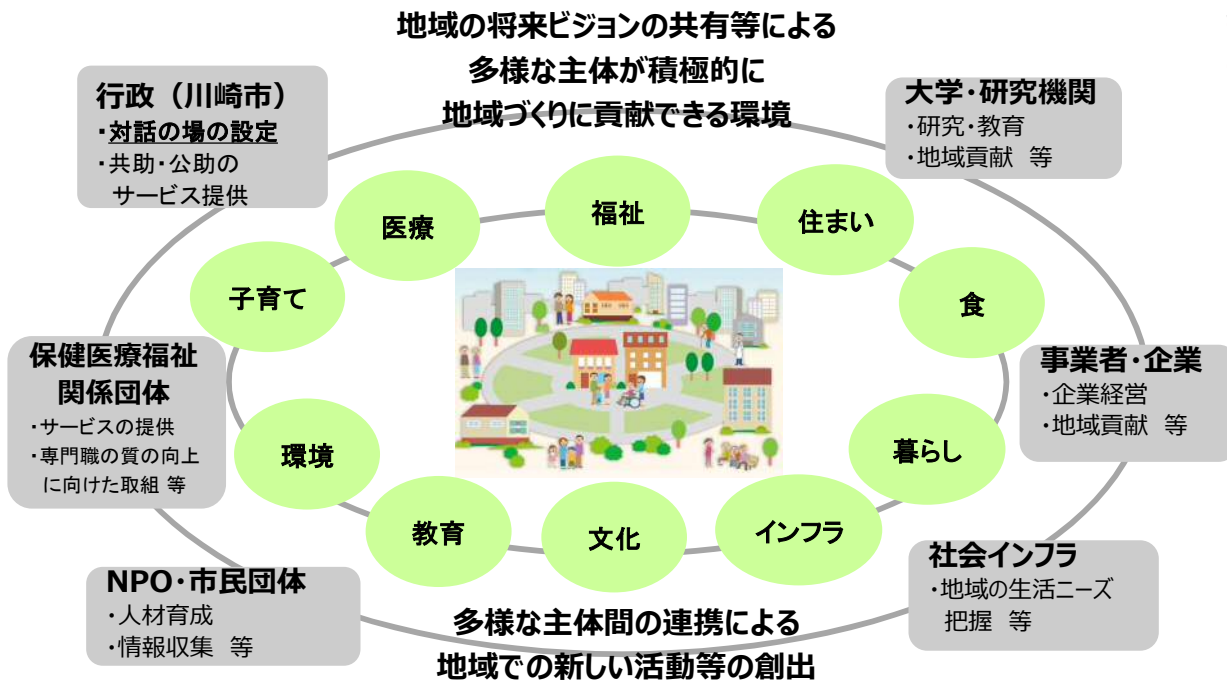 地域の将来ビジョンの共有等による
多様な主体が積極的に
地域づくりに貢献できる環境
行政（川崎市）
・対話の場の設定
・共助・公助の
サービス提供
大学・研究機関
・研究・教育
・地域貢献 等
医療
福祉
住まい
子育て
食
保健医療福祉
関係団体
・サービスの提供
・専門職の質の向上
に向けた取組 等
事業者・企業
・企業経営
・地域貢献 等
環境
暮らし
教育
文化
インフラ
NPO・市民団体
・人材育成
・情報収集 等
社会インフラ
・地域の生活ニーズ
把握 等
多様な主体間の連携による
地域での新しい活動等の創出